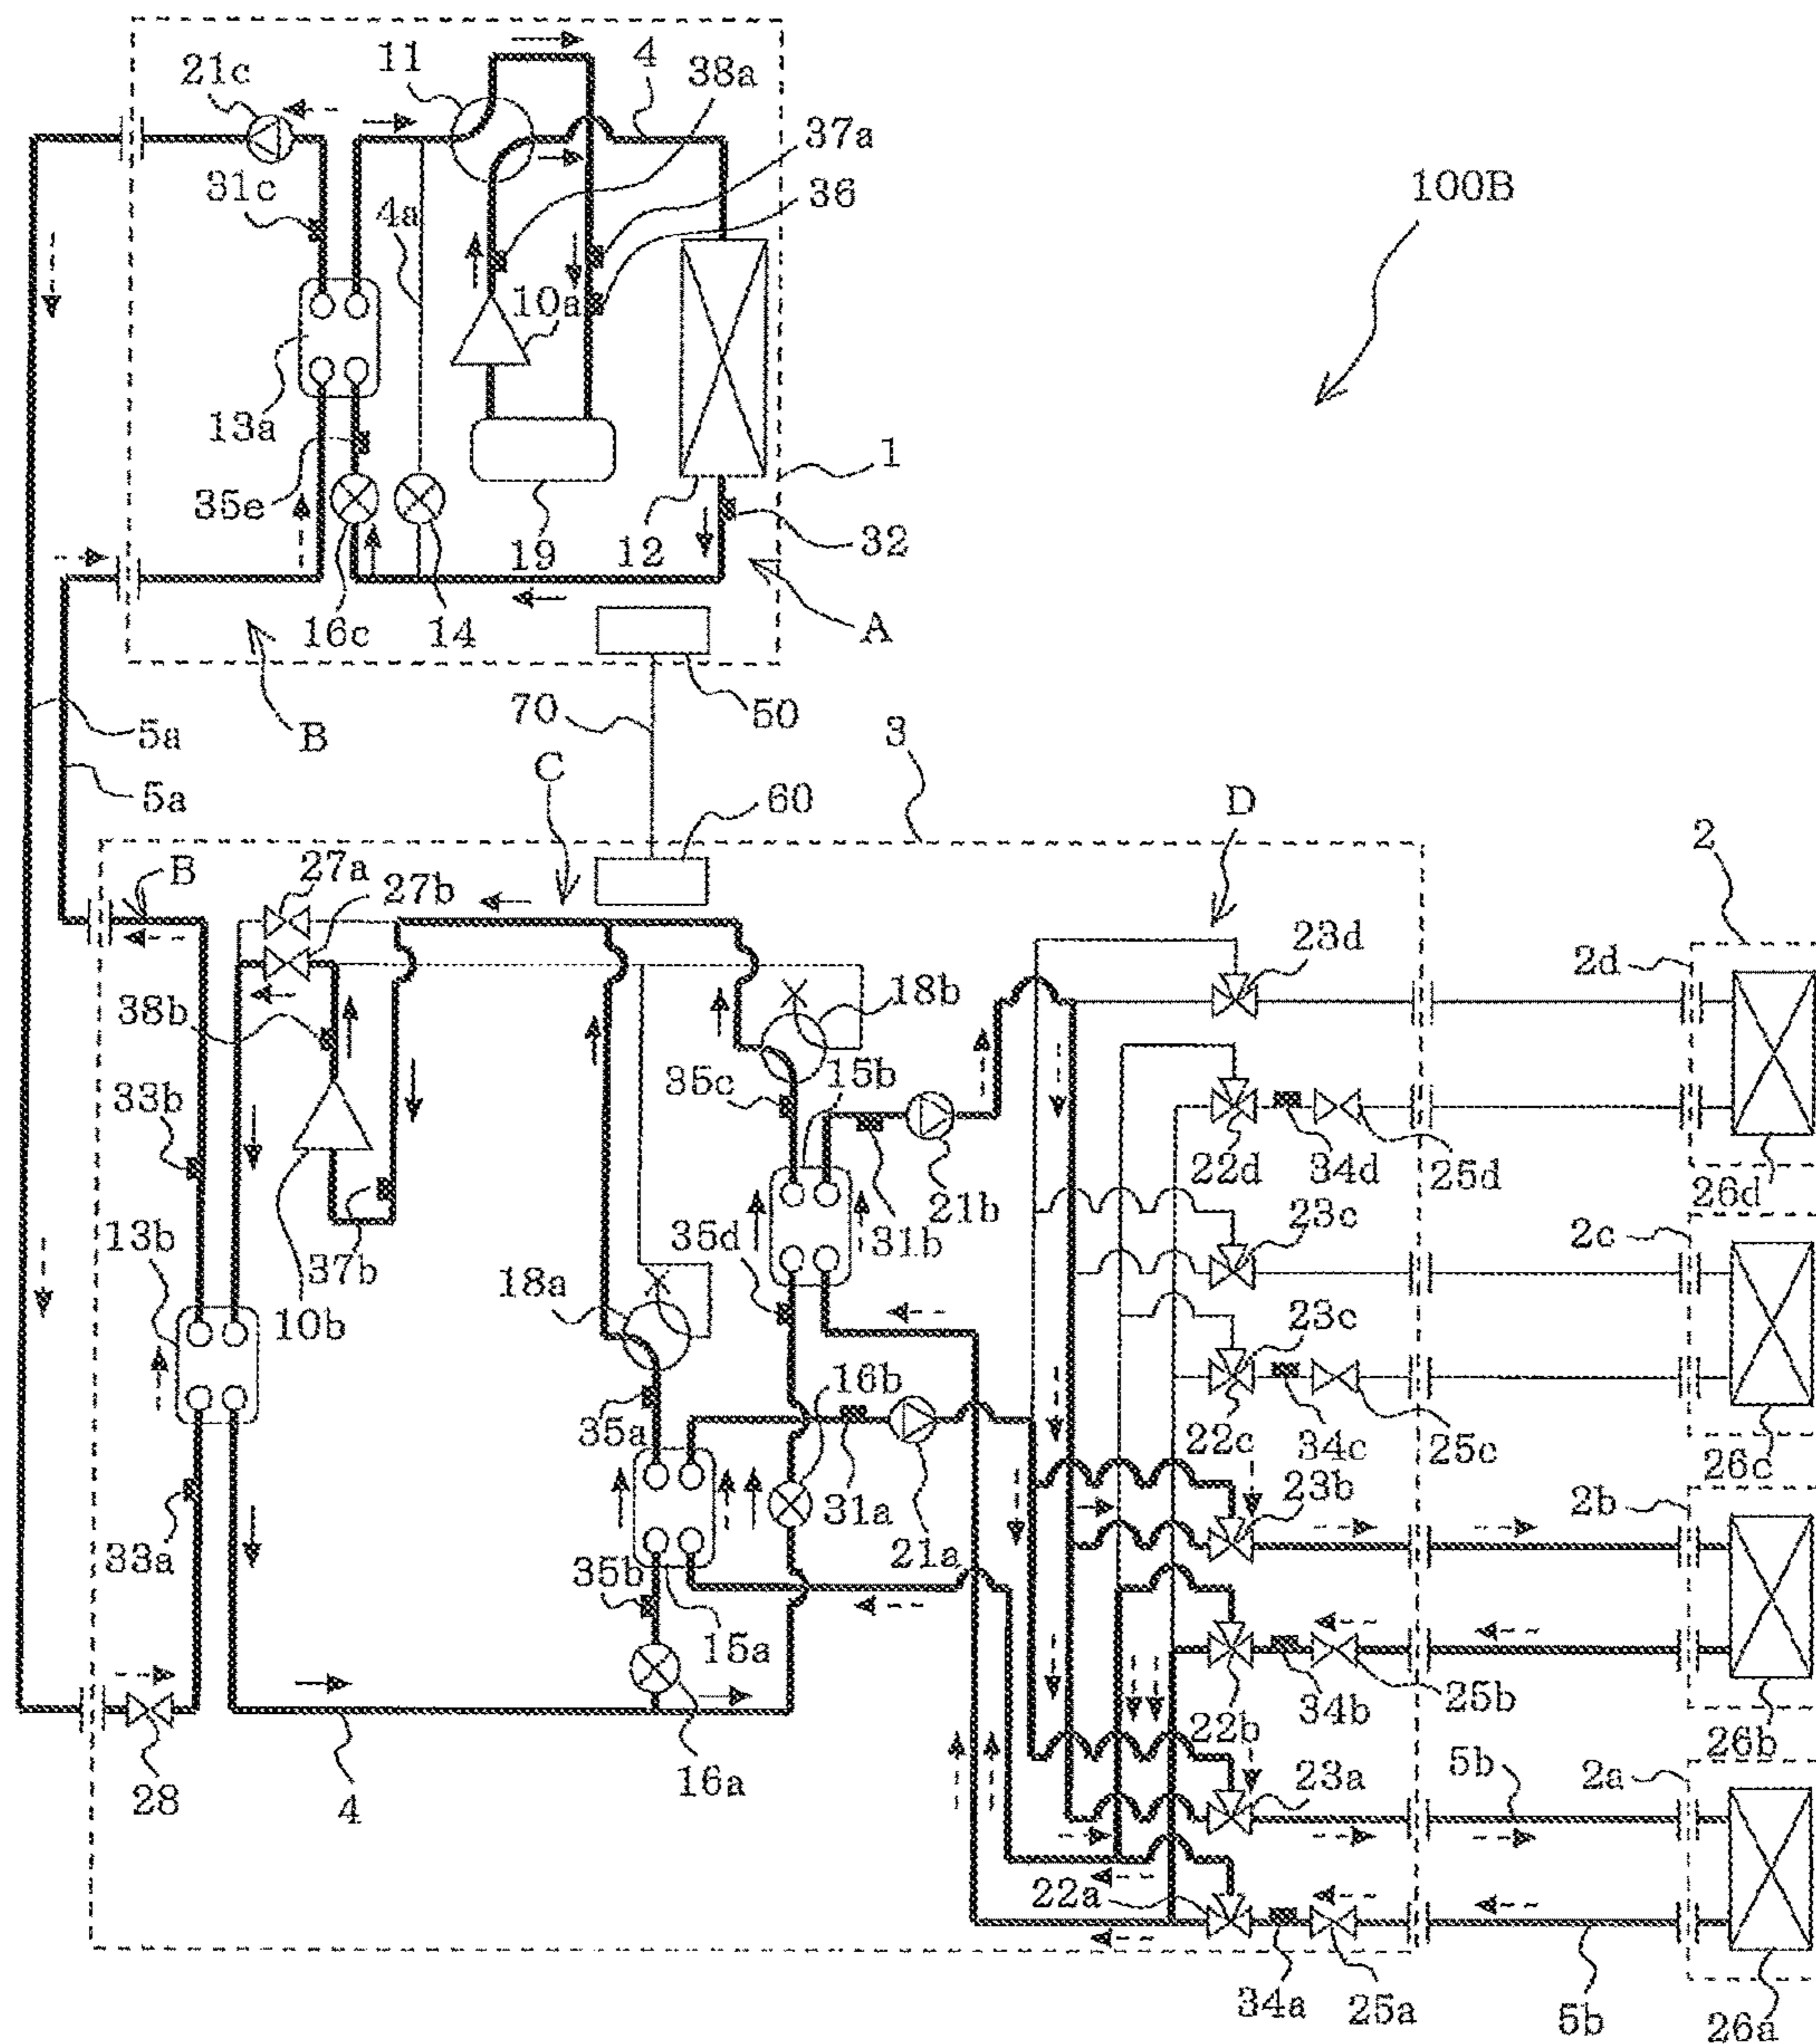 11
4
38a
21c
37a
36
100B
31c
4a
10a
13a
1
35e
19
12
32
16c
14
A
B
70
50
5a
C
3
5a
60
D
2
B
27a
27b
23d
2d
38b
18b
15b
35c
33b
22d
34d
25d
26d
13b
37b
35d
31b
21b
23c
2c
18a
10b
23c
16b
35a
22c
34c
25c
26c
31a
21a
23b
2b
33a
35b
15a
22b
34b
25b
26b
28
4
16a
23a
5b
2a
22a
34a
25a
5b
26a